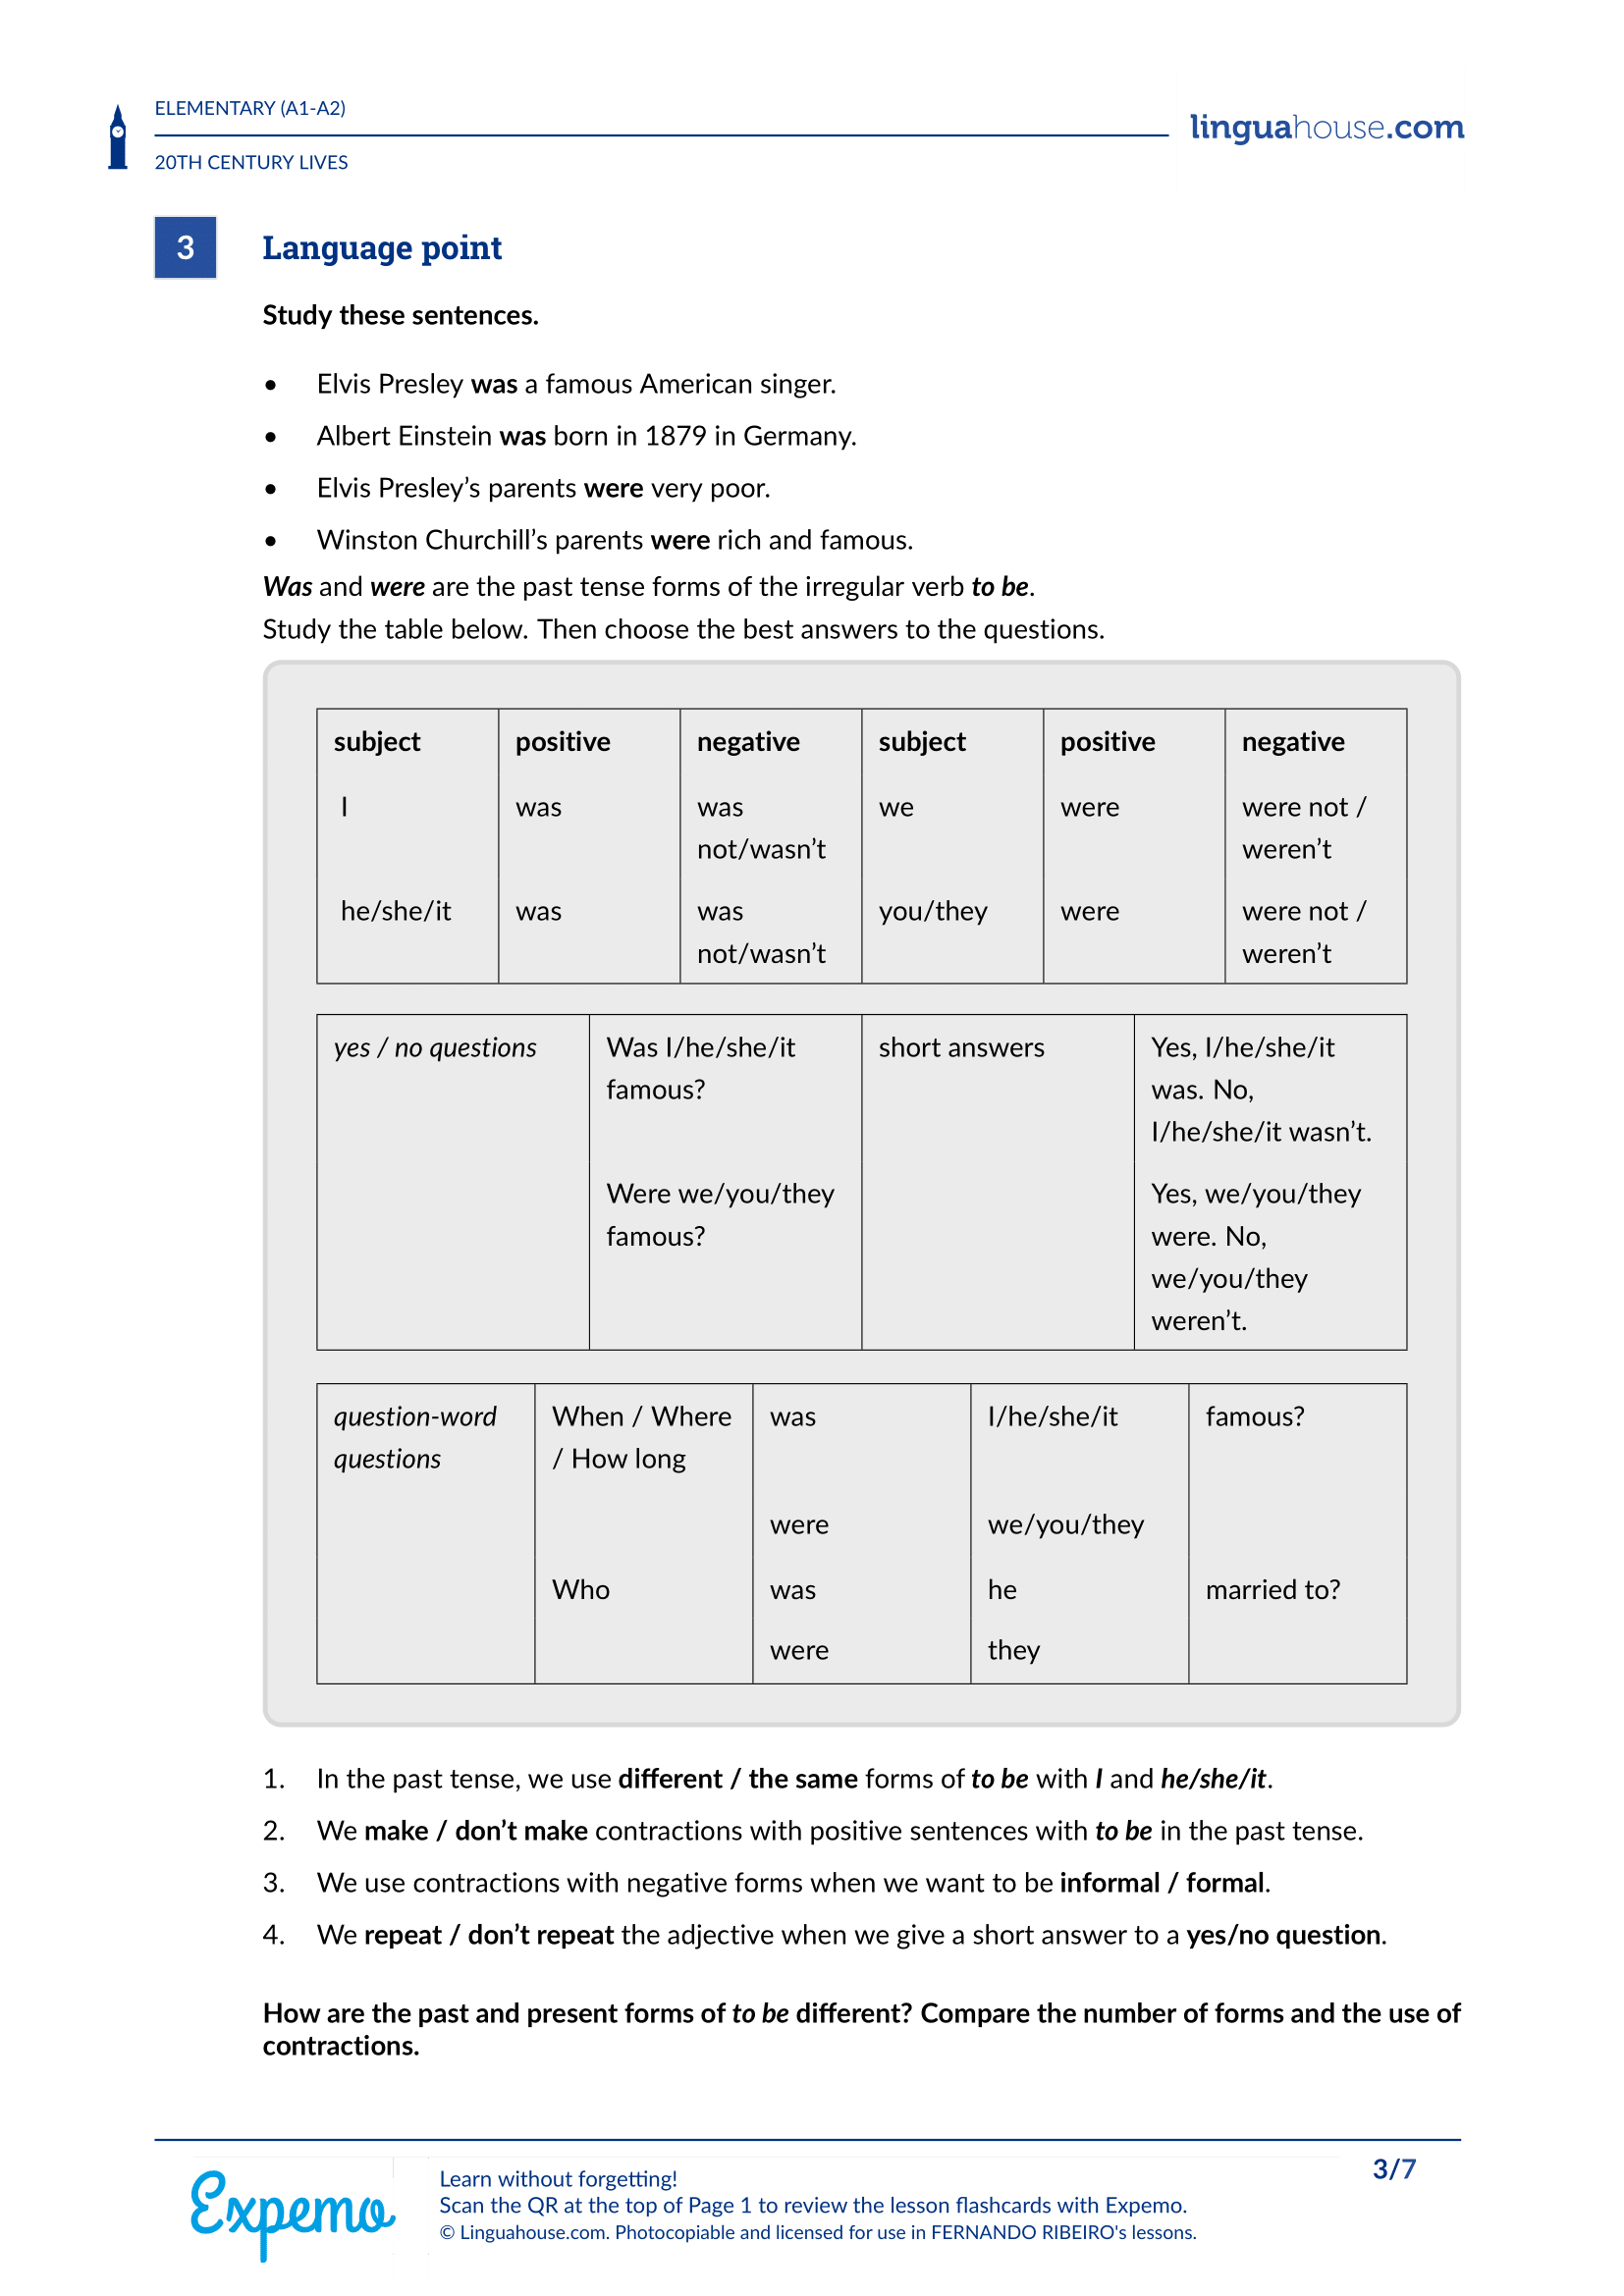 ELEMENTARY (A1-A2)
linguahouse.com
20TH CENTURY LIVES
3 Language point
Study these sentences.
• Elvis Presley was a famous American singer.
• Albert Einstein was born in 1879 in Germany.
• Elvis Presley’s parents were very poor.
• Winston Churchill’s parents were rich and famous.
Was and were are the past tense forms of the irregular verb to be.
Study the table below. Then choose the best answers to the questions.
subject positive negative subject positive negative
I was was we were were not /
not/wasn’t weren’t
he/she/it was was you/they were were not /
not/wasn’t weren’t
yes / no questions Was I/he/she/it short answers Yes, I/he/she/it
famous? was. No,
I/he/she/it wasn’t.
Were we/you/they Yes, we/you/they
famous? were. No,
we/you/they
weren’t.
question-word When / Where was I/he/she/it famous?
questions / How long
were we/you/they
Who was he married to?
were they
1. In the past tense, we use different / the same forms of to be with I and he/she/it.
2. We make / don’t make contractions with positive sentences with to be in the past tense.
3. We use contractions with negative forms when we want to be informal / formal.
4. We repeat / don’t repeat the adjective when we give a short answer to a yes/no question.
How are the past and present forms of to be different? Compare the number of forms and the use of
contractions.
3/7
Expemo
Learn without forgetting!
Scan the QR at the top of Page 1 to review the lesson flashcards with Expemo.
© Linguahouse.com. Photocopiable and licensed for use in FERNANDO RIBEIRO's lessons.